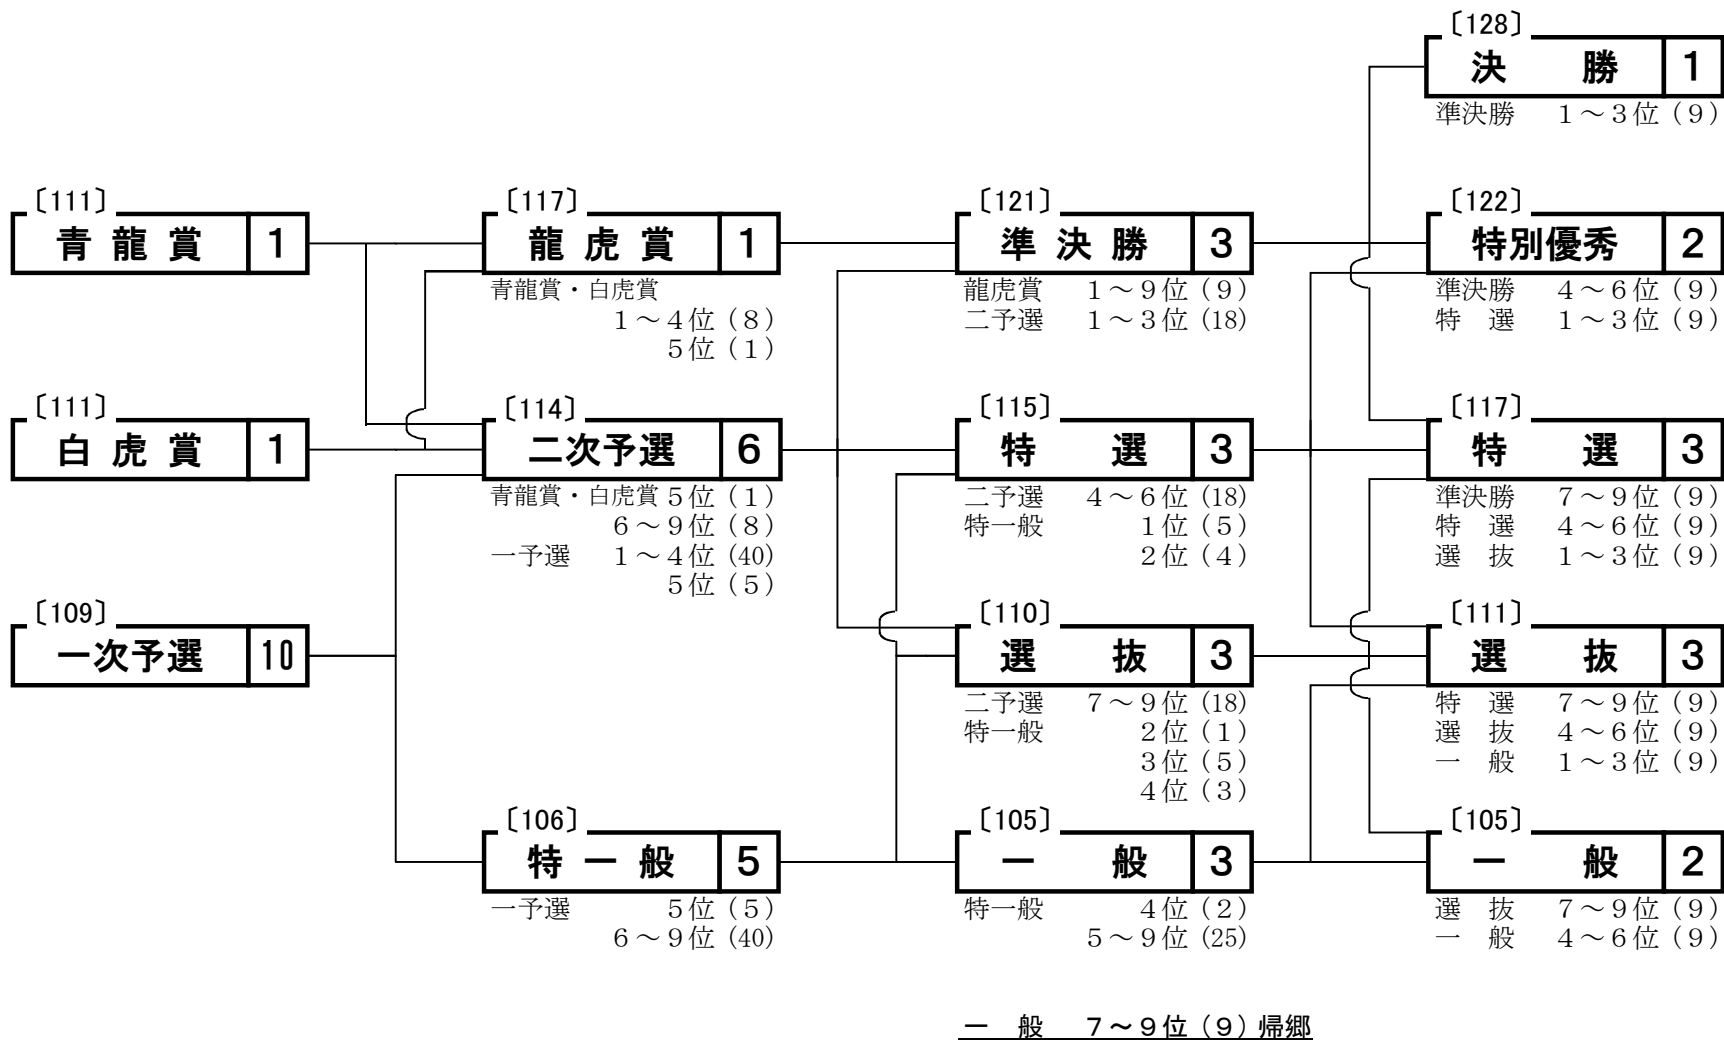 〔111〕
青龍賞 1
〔111〕
白虎賞 1
〔109〕
一次予選 10
〔117〕
龍虎賞 1
青龍賞・白虎賞
1～4位（8）
5位（1）
〔114〕
二次予選 6
青龍賞・白虎賞 5位（1）
6～9位（8）
一予選 1～4位（40）
5位（5）
〔106〕
特一般 5
一予選 5位（5）
6～9位（40）
〔121〕
準決勝 3
龍虎賞 1～9位（9）
二予選 1～3位（18）
〔115〕
特選 3
二予選 4～6位（18）
特一般 1位（5）
2位（4）
〔110〕
選抜 3
二予選 7～9位（18）
特一般 2位（1）
3位（5）
4位（3）
〔105〕
一般 3
特一般 4位（2）
5～9位（25）
一般 7～9位（9）帰郷
〔128〕
決勝 1
準決勝 1～3位（9）
〔122〕
特別優秀 2
準決勝 4～6位（9）
特選 1～3位（9）
〔117〕
特選 3
準決勝 7～9位（9）
特選 4～6位（9）
選抜 1～3位（9）
〔111〕
選抜 3
特選 7～9位（9）
選抜 4～6位（9）
一般 1～3位（9）
〔105〕
一般 2
選抜 7～9位（9）
一般 4～6位（9）